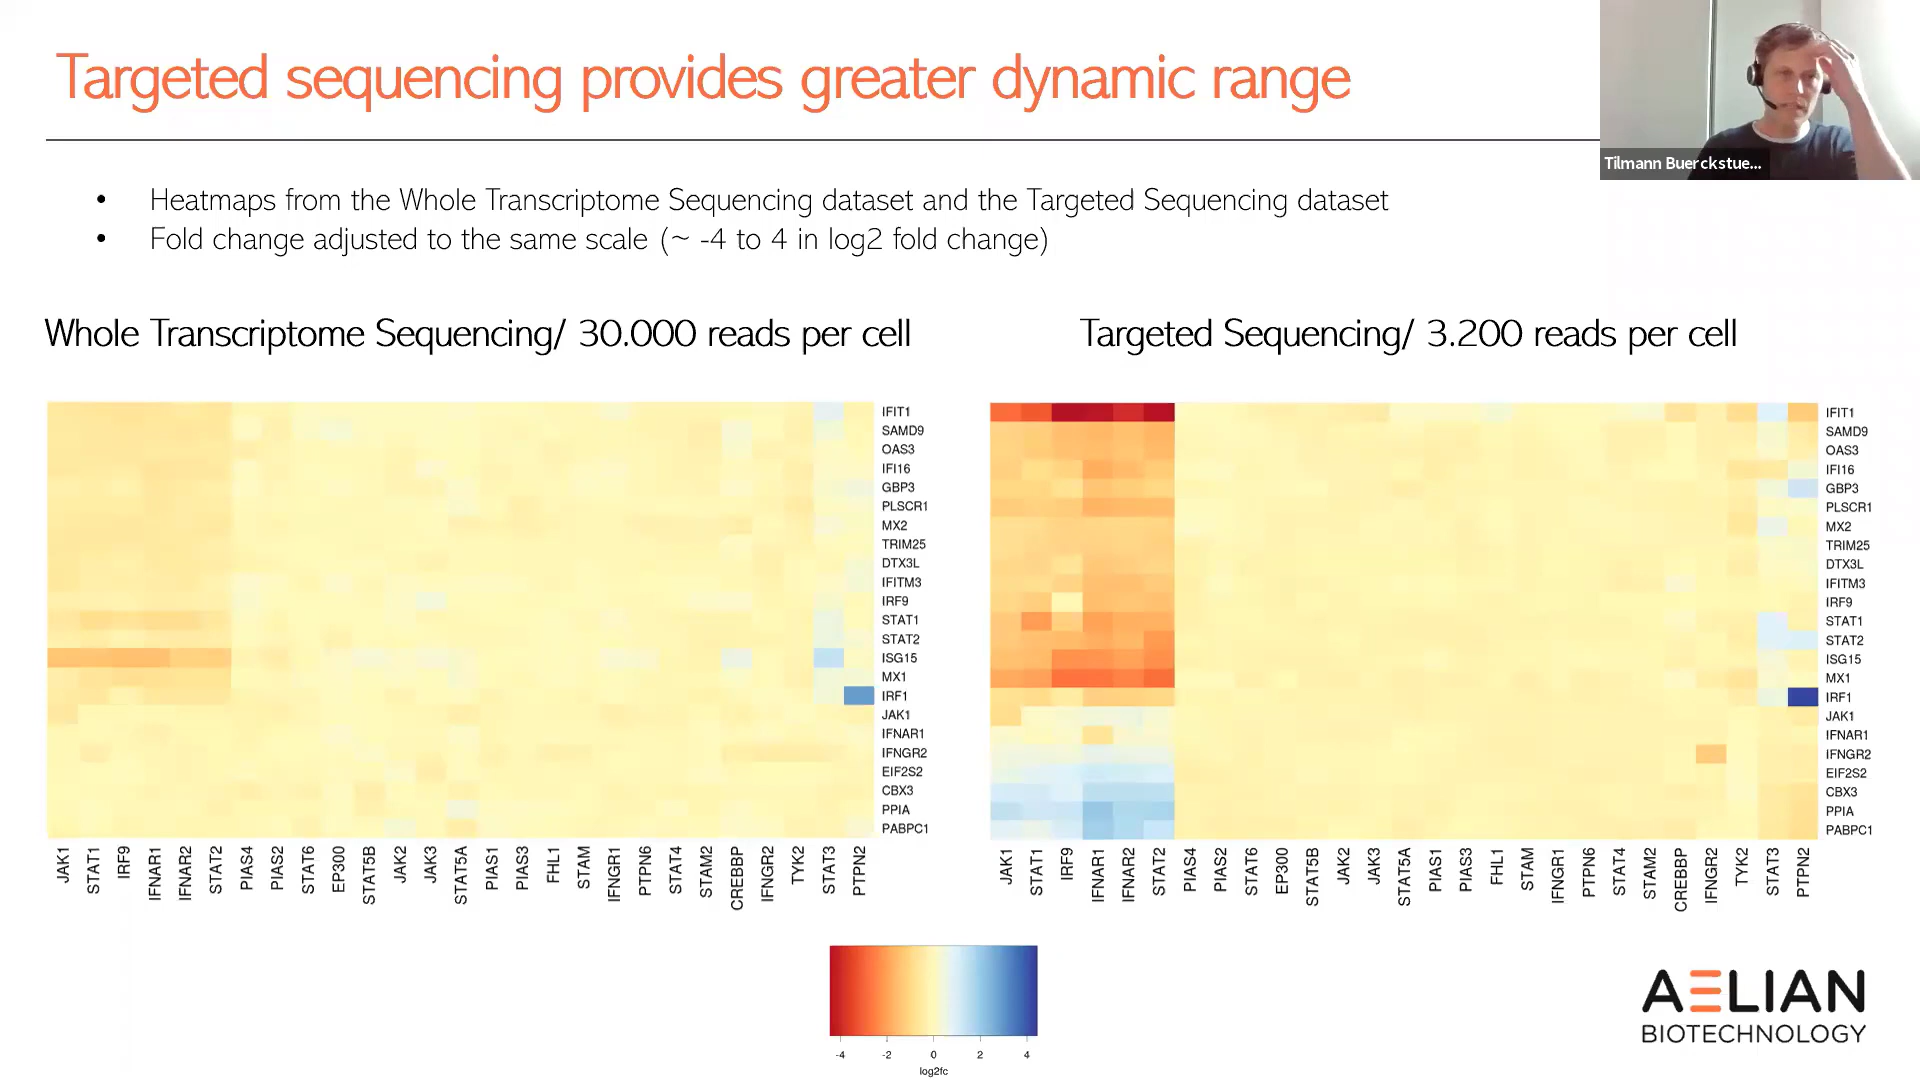 Targeted sequencing provides greater dynamic range
Tilmann Buerckstue...
• Heatmaps from the Whole Transcriptome Sequencing dataset and the Targeted Sequencing dataset
• Fold change adjusted to the same scale (~ -4 to 4 in log2 fold change)
Whole Transcriptome Sequencing/ 30.000 reads per cell
IFIT1
SAMD9
OAS3
IFI16
GBP3
PLSCR1
MX2
TRIM25
DTX3L
IFITM3
IRF9
STAT1
STAT2
ISG15
MX1
IRF1
JAK1
IFNAR1
IFNGR2
EIF2S2
CBX3
PPIA
PABPC1
JAK1 STAT1 IRF9 IFNAR1 IFNAR2 STAT2 PIAS4 PIAS2 STAT6 EP300 STAT5B JAK2 JAK3 STAT5A PIAS1 PIAS3 FHL1 STAM IFNGR1 PTPN6 STAT4 STAM2 CREBBP IFNGR2 TYK2 STAT3 PTPN2
Targeted Sequencing/ 3.200 reads per cell
IFIT1
SAMD9
OAS3
IFI16
GBP3
PLSCR1
MX2
TRIM25
DTX3L
IFITM3
IRF9
STAT1
STAT2
ISG15
MX1
IRF1
JAK1
IFNAR1
IFNGR2
EIF2S2
CBX3
PPIA
PABPC1
JAK1 STAT1 IRF9 IFNAR1 IFNAR2 STAT2 PIAS4 PIAS2 STAT6 EP300 STAT5B JAK2 JAK3 STAT5A PIAS1 PIAS3 FHL1 STAM IFNGR1 PTPN6 STAT4 STAM2 CREBBP IFNGR2 TYK2 STAT3 PTPN2
-4 -2 0 2 4
log2fc
AELIAN
BIOTECHNOLOGY